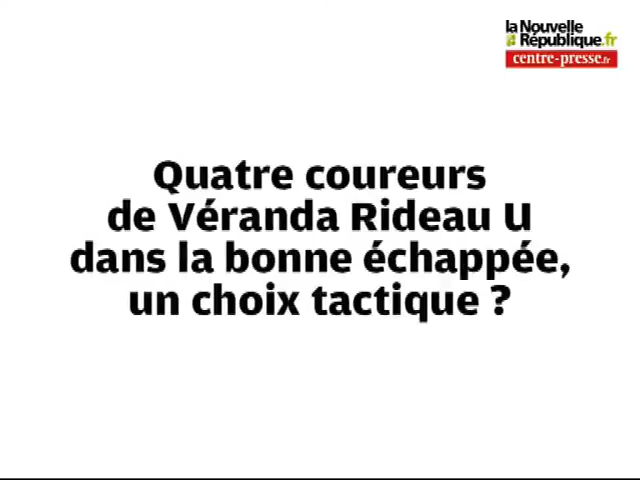 la Nouvelle
République.fr
centre-presse.fr
Quatre coureurs
de Véranda Rideau U
dans la bonne échappée,
un choix tactique ?